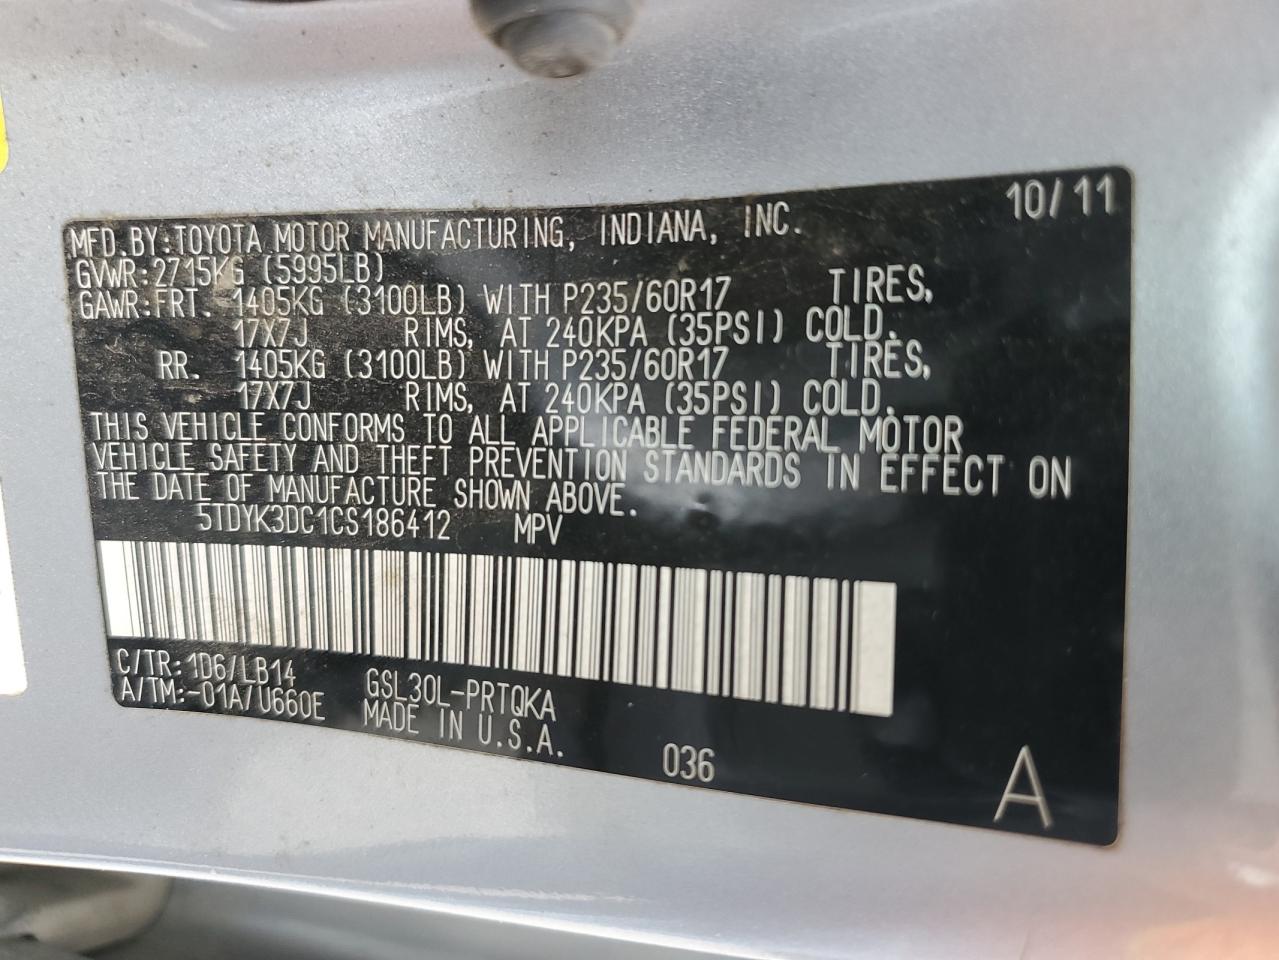 10/11
MFD.BY:TOYOTA MOTOR MANUFACTURING, INDIANA, INC.
GVWR:2715KG (5995LB)
GAWR:FRT. 1405KG (3100LB) WITH P235/60R17 TIRES,
17X7J RIMS, AT 240KPA (35PSI) COLD.
RR. 1405KG (3100LB) WITH P235/60R17 TIRES,
17X7J RIMS, AT 240KPA (35PSI) COLD.
THIS VEHICLE CONFORMS TO ALL APPLICABLE FEDERAL MOTOR
VEHICLE SAFETY AND THEFT PREVENTION STANDARDS IN EFFECT ON
THE DATE OF MANUFACTURE SHOWN ABOVE.
5TDYK3DC1CS186412 MPV
C/TR:1D6/LB14 GSL30L-PRTQKA
A/TM:-01A/U660E MADE IN U.S.A.
036
A